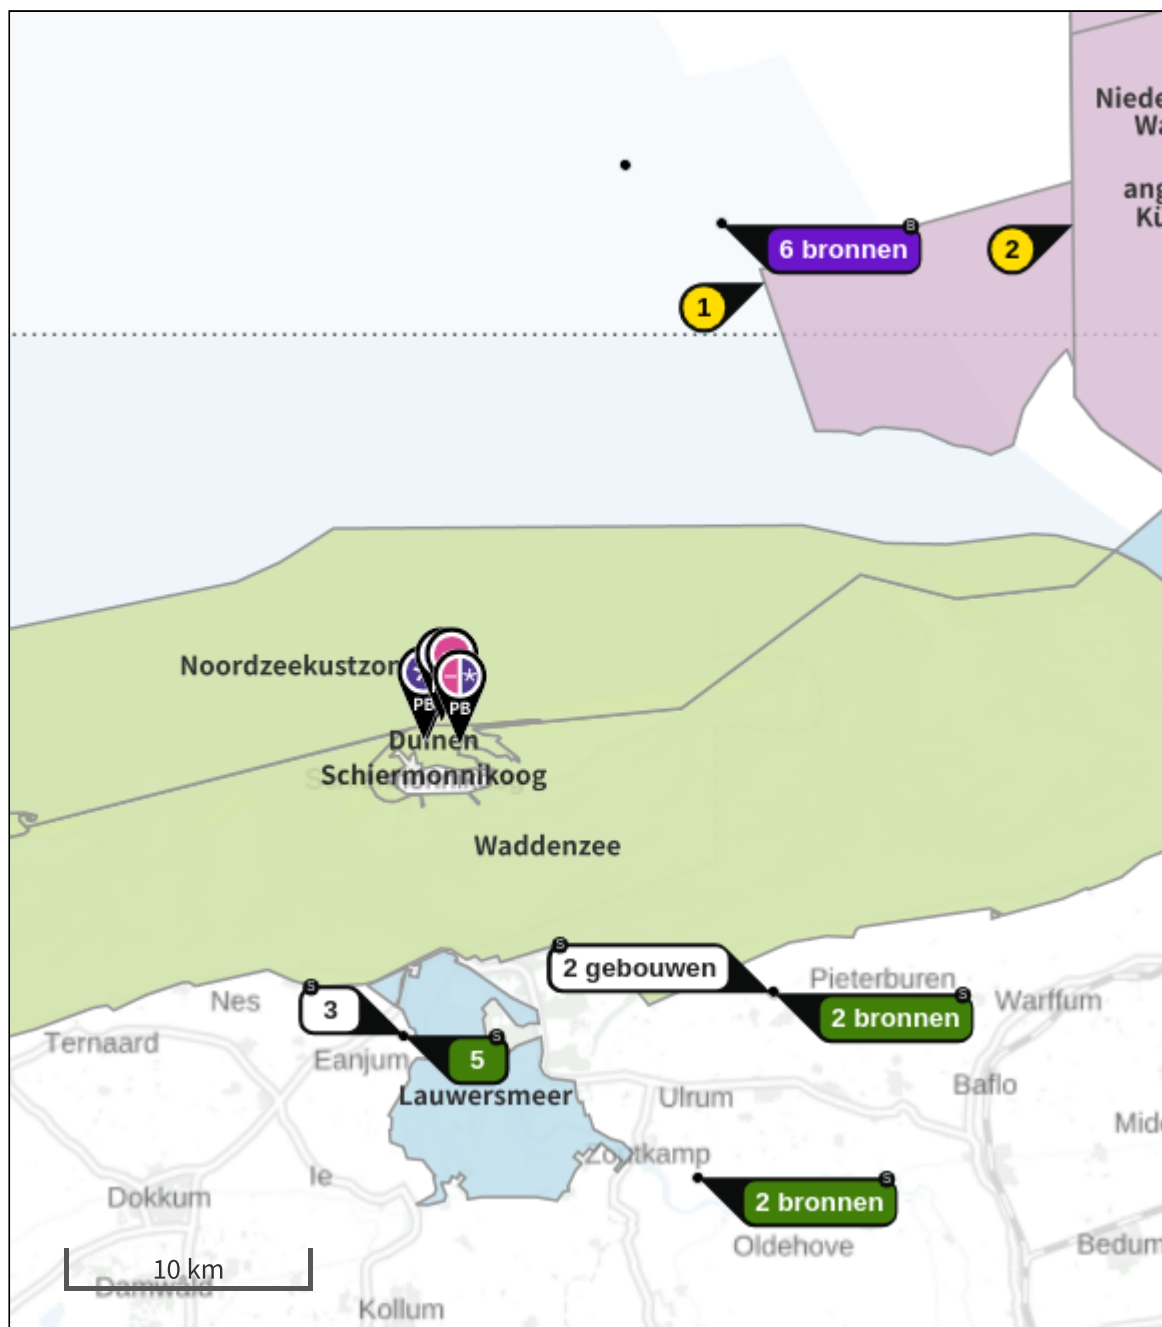 Niede
Wa
ang
Kü
B
6 bronnen
2
1
Noordzeekustzon
PB
PB
Duinen
Schiermonnikoog
Waddenzee
S
2 gebouwen
Pieterburen
S
Nes
S
3
Warffum
2 bronnen
Ternaard
Eanjum
S
5
Baflo
Lauwersmeer
Ulrum
Mid
Zoutkamp
Ie
S
Dokkum
2 bronnen
Oldehove
Bedum
10 km
Damwâld
Kollum